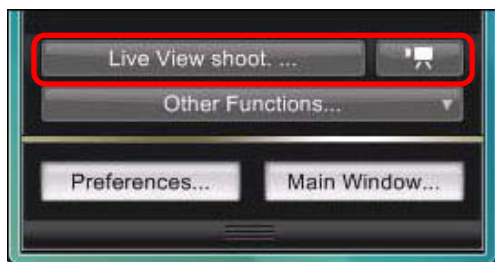 Live View shoot. ...
Other Functions...
Preferences... Main Window...